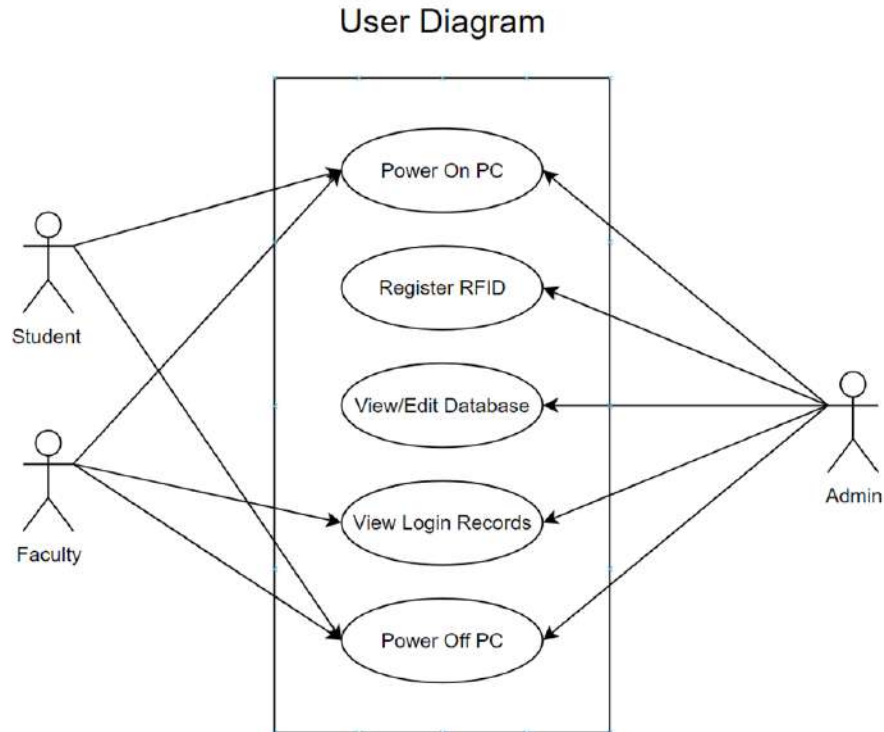 User Diagram
Power On PC
Register RFID
Student
View/Edit Database
Admin
Faculty
View Login Records
Power Off PC